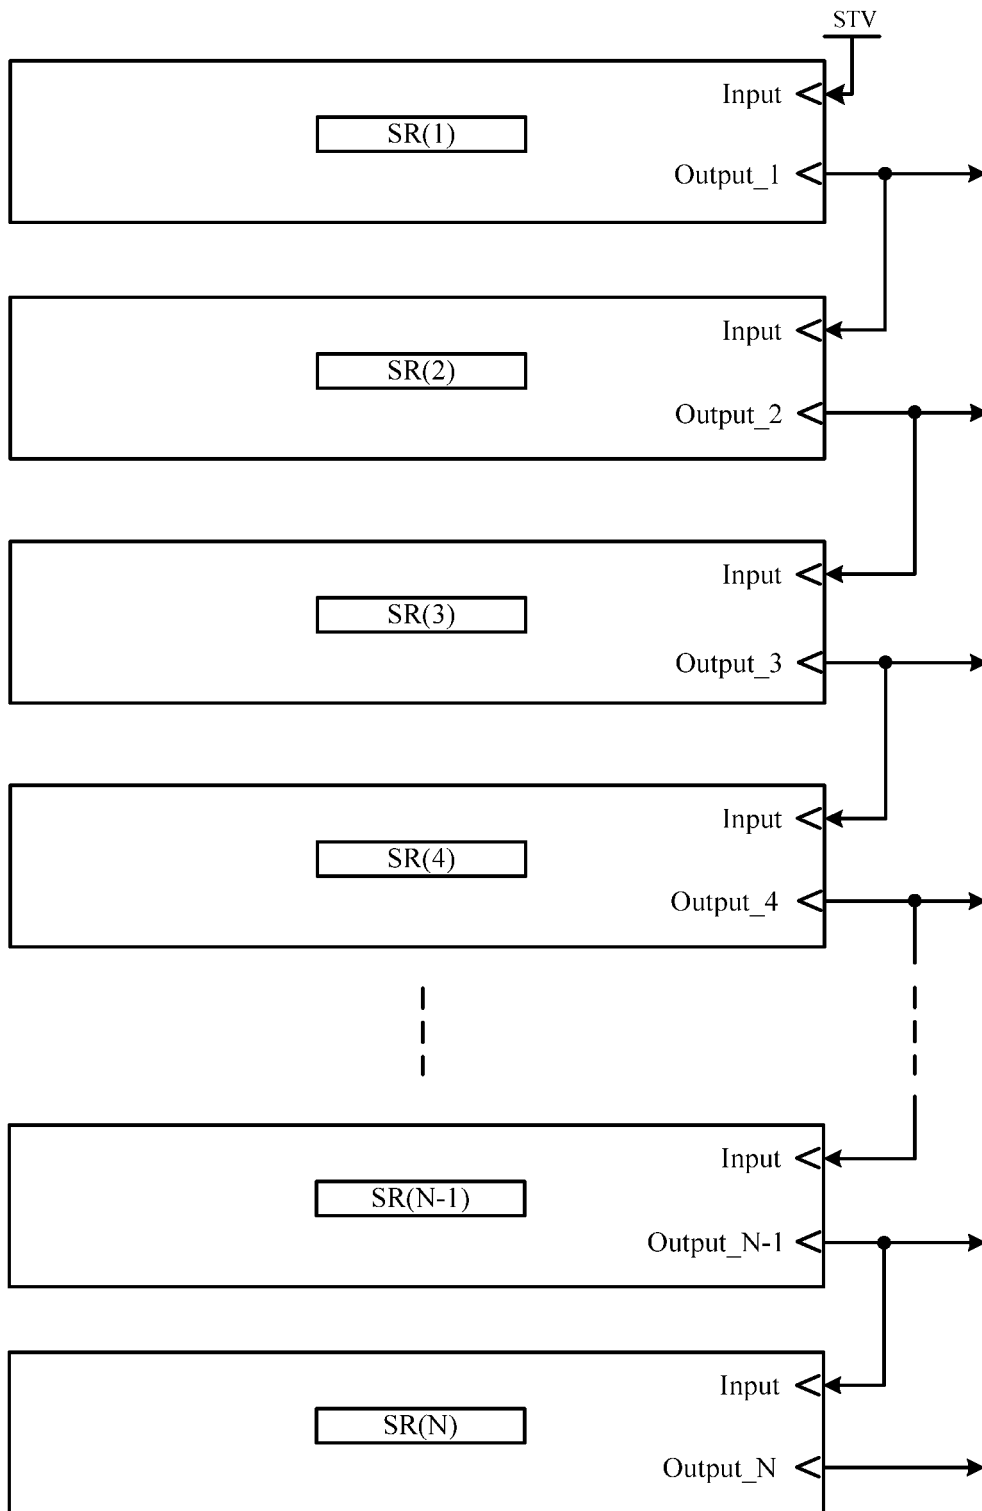 STV
Input
SR(1)
Output_1
Input
SR(2)
Output_2
Input
SR(3)
Output_3
Input
SR(4)
Output_4
Input
SR(N-1)
Output_N-1
Input
SR(N)
Output_N